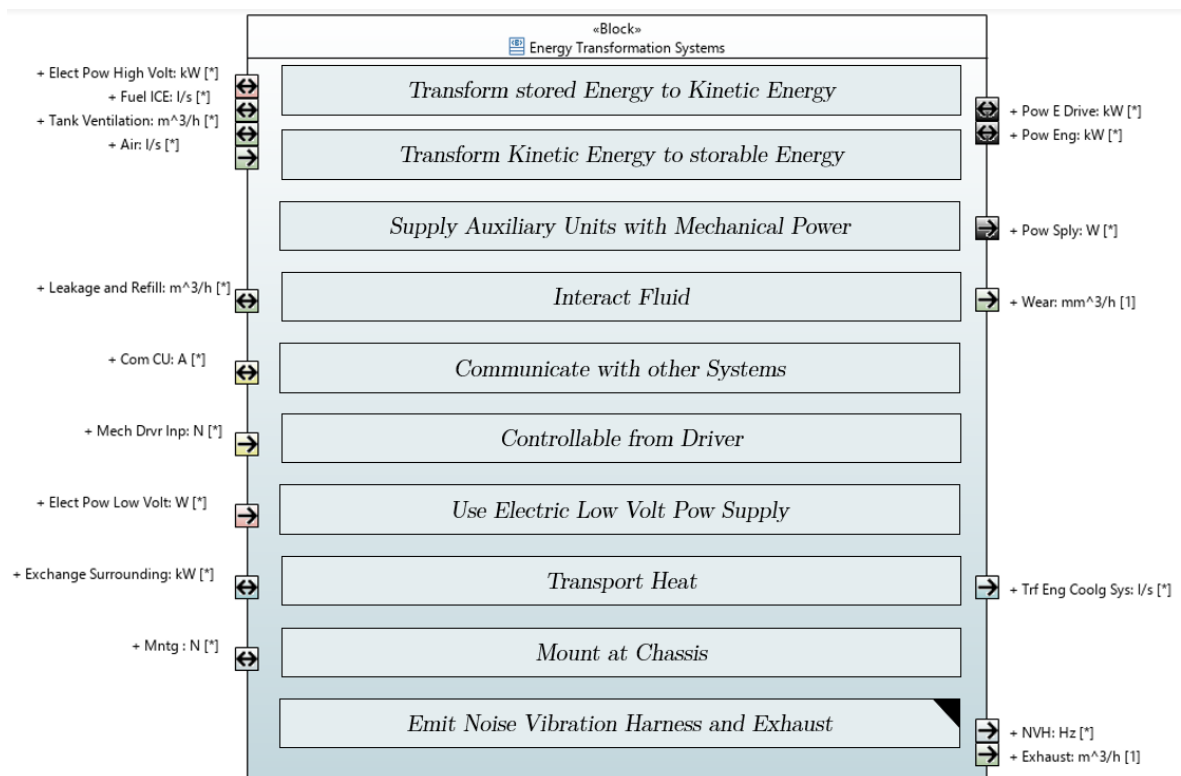 «Block»
Energy Transformation Systems
+ Elect Pow High Volt: kW [*]
+ Fuel ICE: l/s [*]
+ Tank Ventilation: m^3/h [*]
+ Air: l/s [*]
Transform stored Energy to Kinetic Energy
Transform Kinetic Energy to storable Energy
+ Pow E Drive: kW [*]
+ Pow Eng: kW [*]
Supply Auxiliary Units with Mechanical Power
+ Pow Sply: W [*]
+ Leakage and Refill: m^3/h [*]
Interact Fluid
+ Wear: mm^3/h [1]
+ Com CU: A [*]
Communicate with other Systems
+ Mech Drvr Inp: N [*]
Controllable from Driver
+ Elect Pow Low Volt: W [*]
Use Electric Low Volt Pow Supply
+ Exchange Surrounding: kW [*]
Transport Heat
+ Trf Eng Coolg Sys: l/s [*]
+ Mntg : N [*]
Mount at Chassis
Emit Noise Vibration Harness and Exhaust
+ NVH: Hz [*]
+ Exhaust: m^3/h [1]